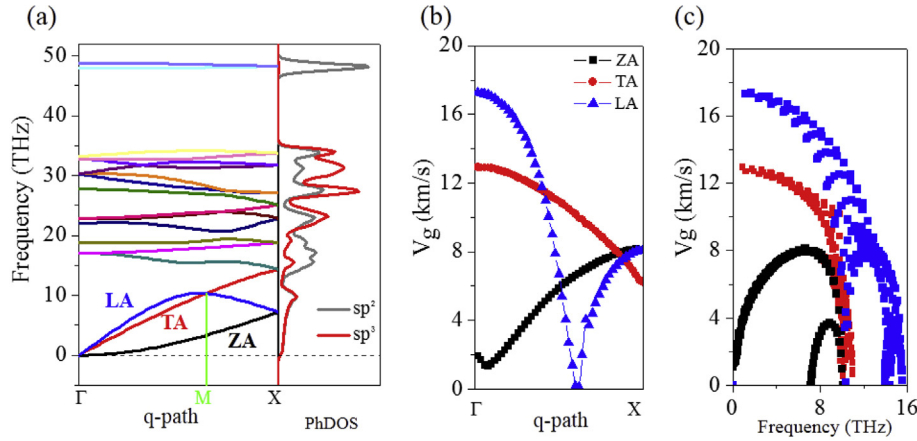 (a)
50
40
30
20
10
0
Frequency (THz)
LA
TA
ZA
sp²
sp³
Γ
M
X
q-path
PhDOS
(b)
20
16
12
8
4
0
Vg (km/s)
ZA
TA
LA
Γ
X
q-path
(c)
20
16
12
8
4
0
Vg (km/s)
0
8
16
Frequency (THz)